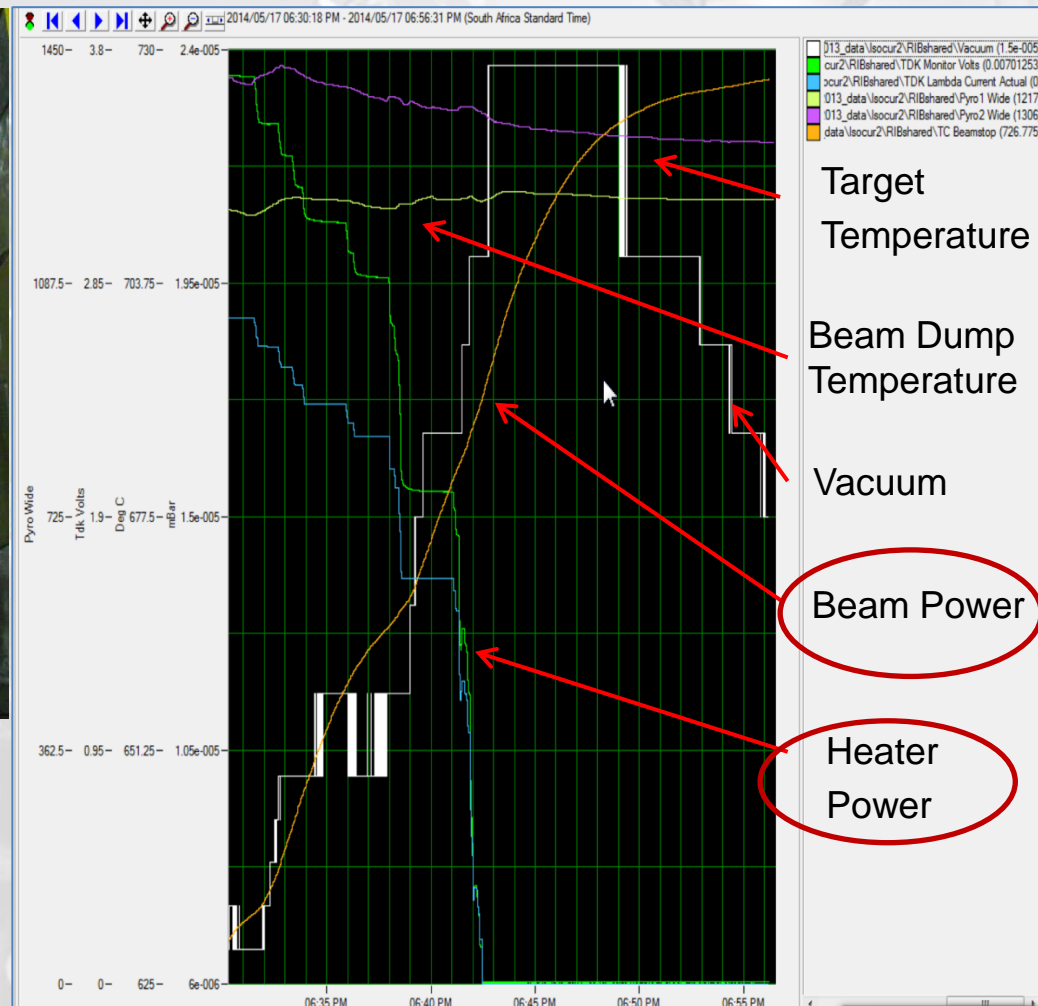 2014/05/17 06:30:18 PM - 2014/05/17 06:56:31 PM (South Africa Standard Time)
1450 3.8 730 2.4e-005
1087.5 2.85 703.75 1.95e-005
725 1.9 677.5 1.5e-005
362.5 0.95 651.25 1.05e-005
0 0 625 6e-006
Pyro Wide
Tdk Volts
Deg C
mBar
06:35 PM 06:40 PM 06:45 PM 06:50 PM 06:55 PM
013_data\Isocur2\RIBshared\Vacuum (1.5e-005
cur2\RIBshared\TDK Monitor Volts (0.00701253
ocur2\RIBshared\TDK Lambda Current Actual (0
013_data\Isocur2\RIBshared\Pyro1 Wide (1217
013_data\Isocur2\RIBshared\Pyro2 Wide (1306
data\Isocur2\RIBshared\TC Beamstop (726.775
Target
Temperature
Beam Dump
Temperature
Vacuum
Beam Power
Heater
Power